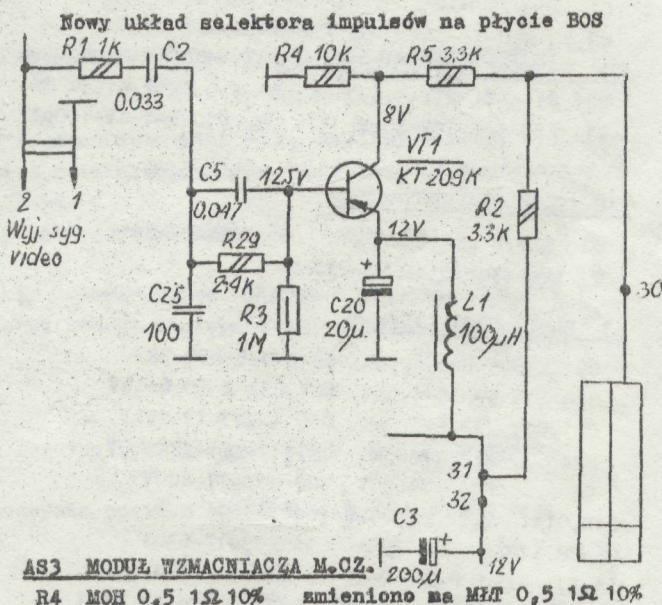 Nowy układ selektora impulsów na płycie BOS
R1 1K C2
R4 10K R5 3,3K
0,033
8V
VT1
C5 12,5V
KT209K
0,047
R2
3,3K
2 1
Wyj. syg.
video
R29
2,4K
12V
C25
100
R3
1M
C20
20µ
+
L1
100µH
30
31
32
C3
+
200µ
12V
AS3 MODUŁ WZMACNIACZA M.CZ.
R4 MOH 0,5 1Ω 10% zmieniono na MŁT 0,5 1Ω 10%